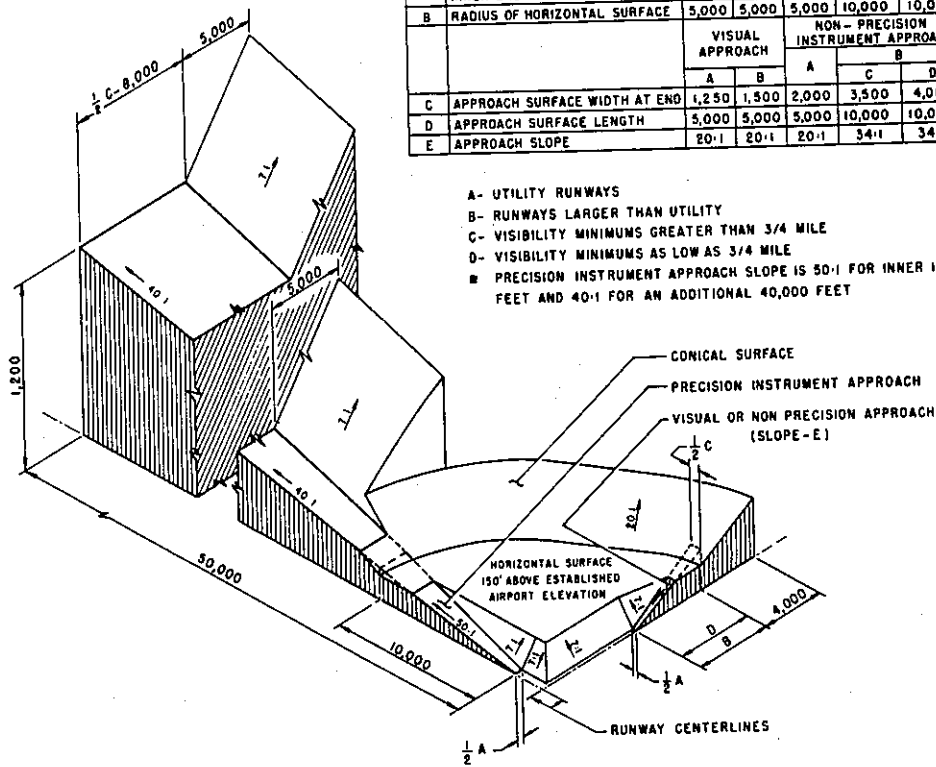 B RADIUS OF HORIZONTAL SURFACE 5,000 5,000 5,000 10,000
VISUAL APPROACH
NON-PRECISION INSTRUMENT
A B A B
C D
C APPROACH SURFACE WIDTH AT END 1,250 1,500 2,000 3,500
D APPROACH SURFACE LENGTH 5,000 5,000 5,000 10,000
E APPROACH SLOPE 20:1 20:1 20:1 34:1
A- UTILITY RUNWAYS
B- RUNWAYS LARGER THAN UTILITY
C- VISIBILITY MINIMUMS GREATER THAN 3/4 MILE
D- VISIBILITY MINIMUMS AS LOW AS 3/4 MILE
PRECISION INSTRUMENT APPROACH SLOPE IS 50:1 FOR INNER
FEET AND 40:1 FOR AN ADDITIONAL 40,000 FEET
5,000
1/2 C-8,000
7:1
40:1
5,000
1,200
7:1
40:1
CONICAL SURFACE
PRECISION INSTRUMENT APPROACH
VISUAL OR NON PRECISION APPROACH
(SLOPE-E)
1/2 C
20:1
HORIZONTAL SURFACE
150' ABOVE ESTABLISHED
AIRPORT ELEVATION
50,000
50:1
7:1
7:1
7:1
7:1
7:1
10,000
4,000
D
B
1/2 A
RUNWAY CENTERLINES
1/2 A